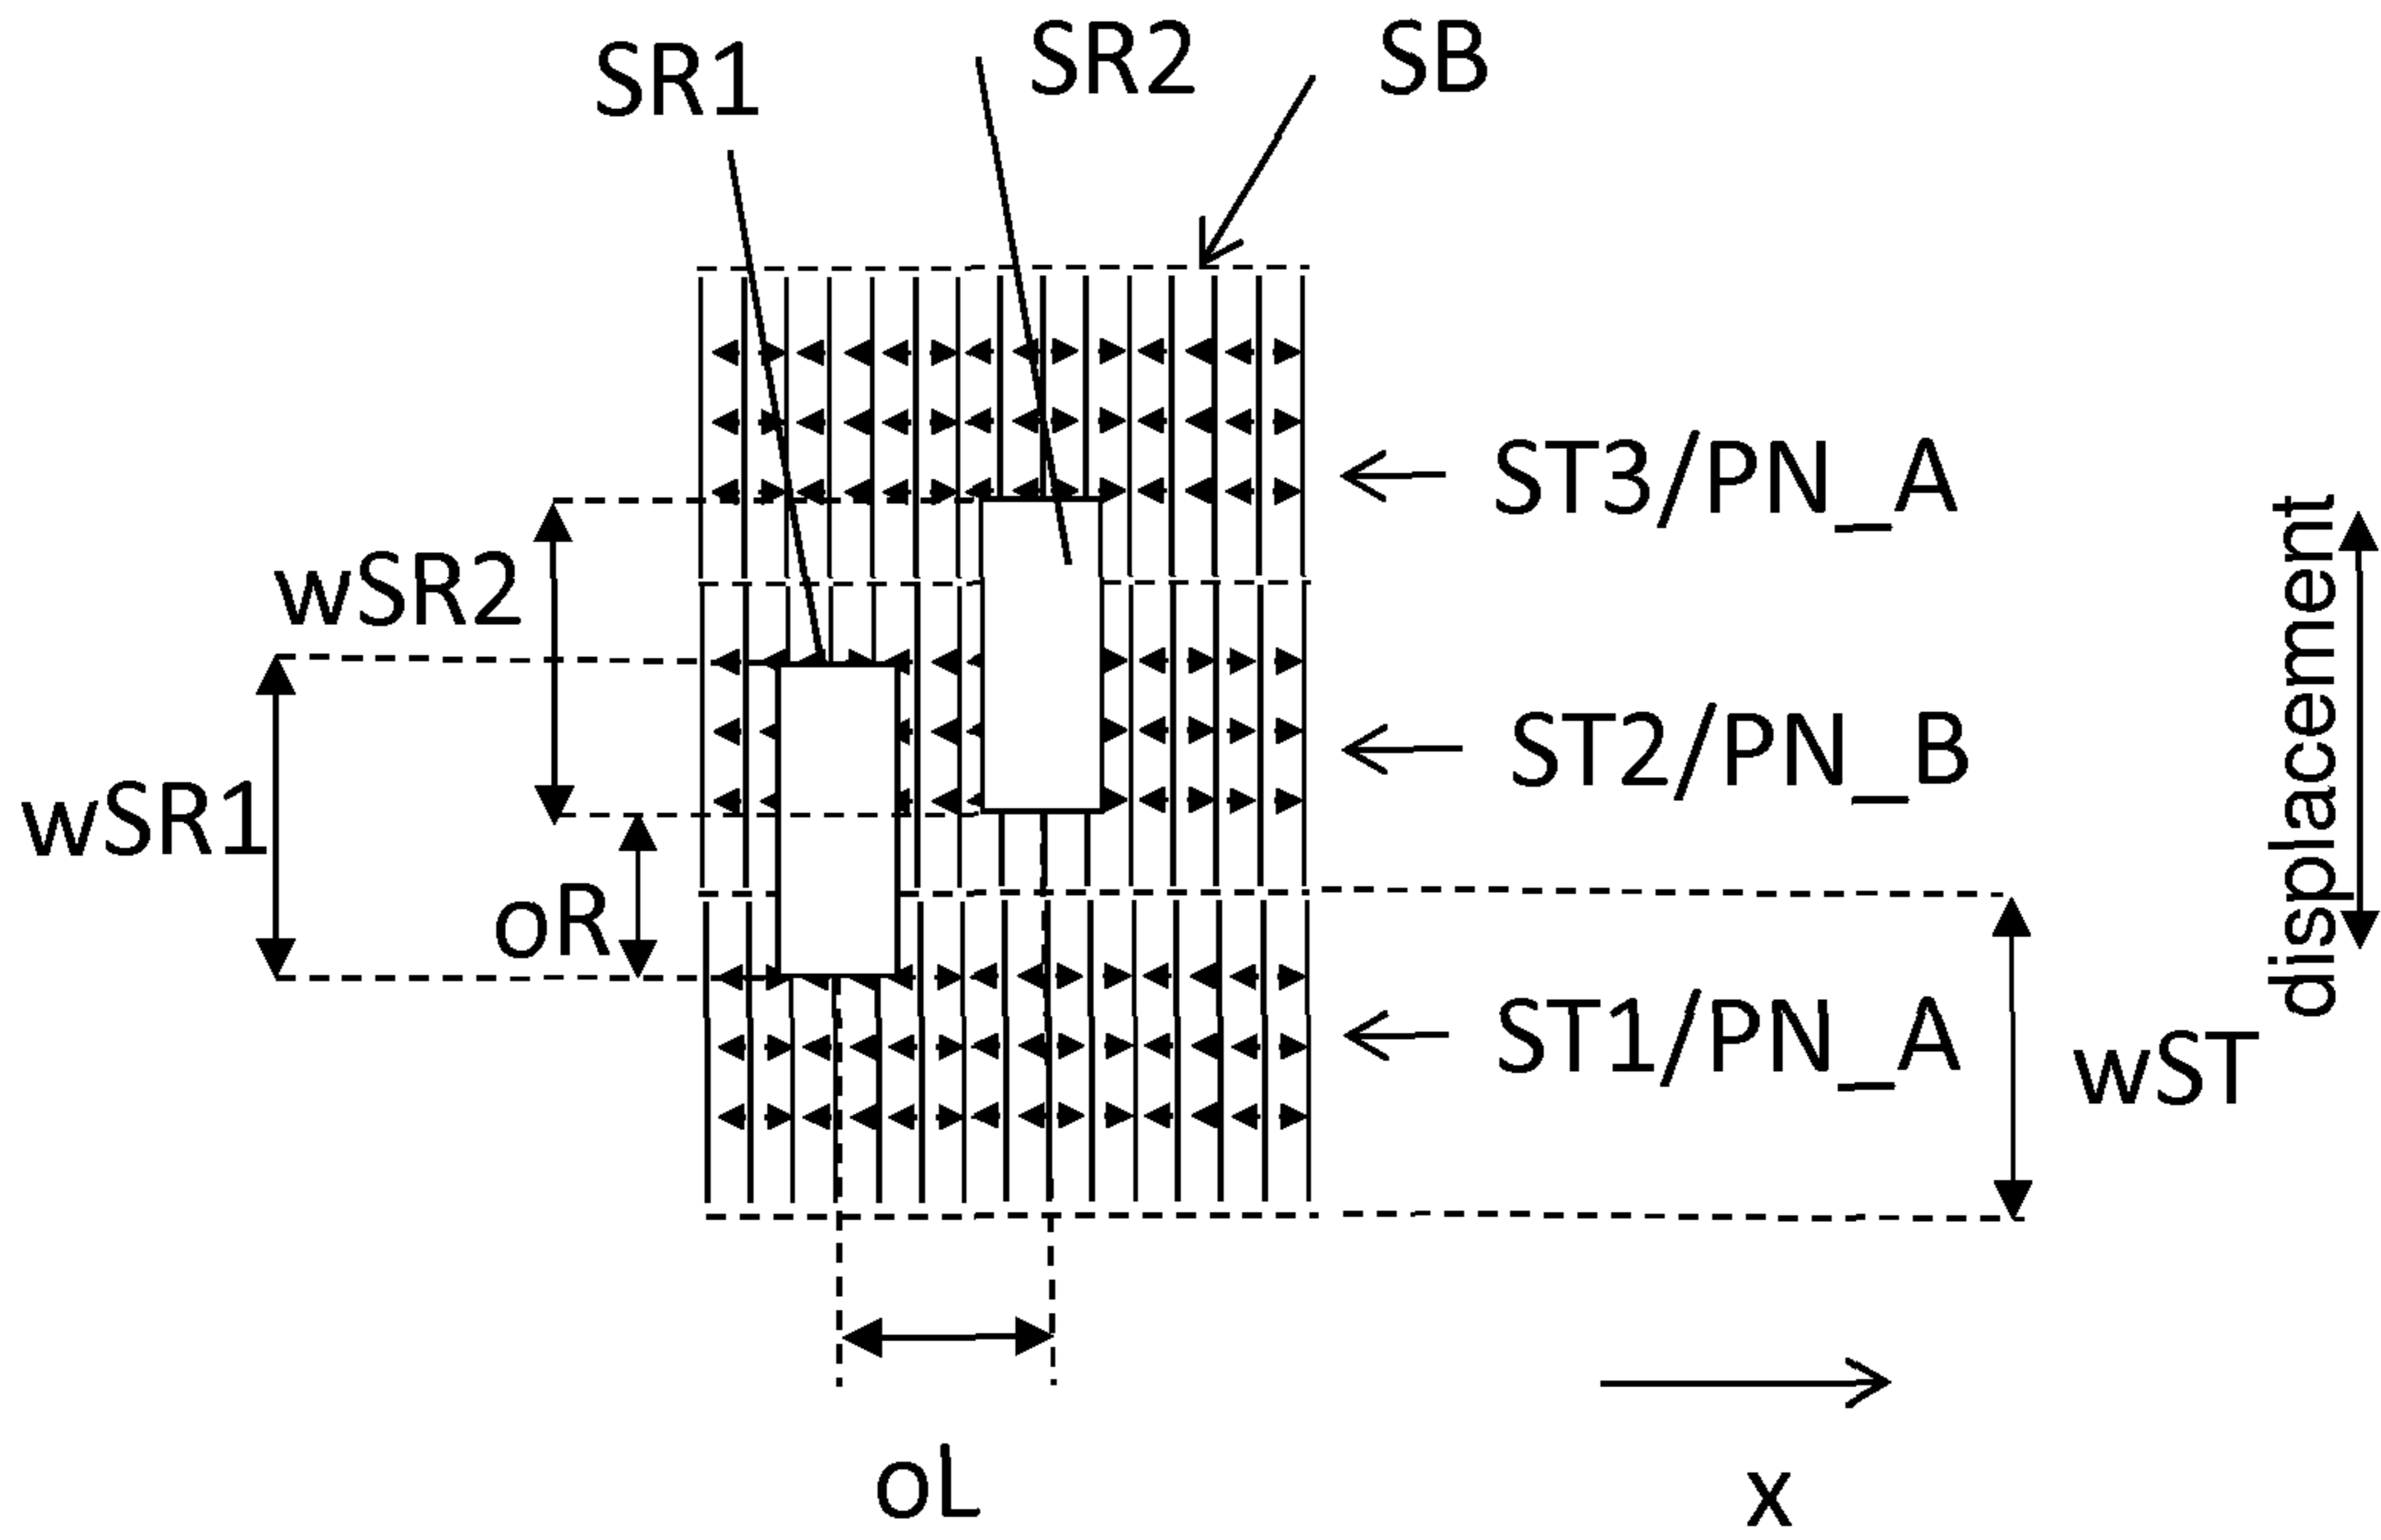 SR1
SR2
SB
ST3/PN_A
wSR2
displacement
ST2/PN_B
wSR1
oR
ST1/PN_A
wST
oL
x